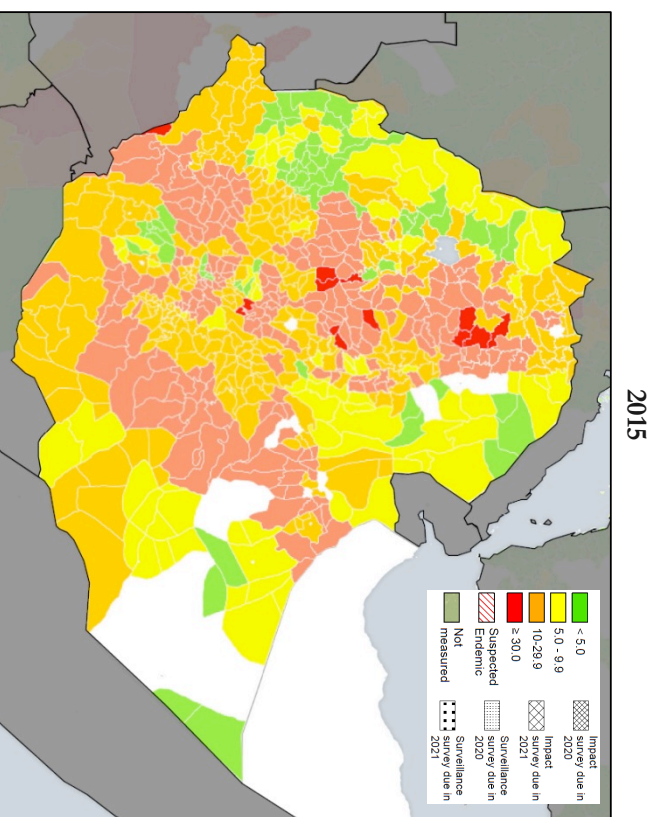 2015
< 5.0
5.0 - 9.9
10-29.9
≥ 30.0
Suspected
Endemic
Not
measured
Impact
survey due in
2020
Impact
survey due in
2021
Surveillance
survey due in
2020
Surveillance
survey due in
2021